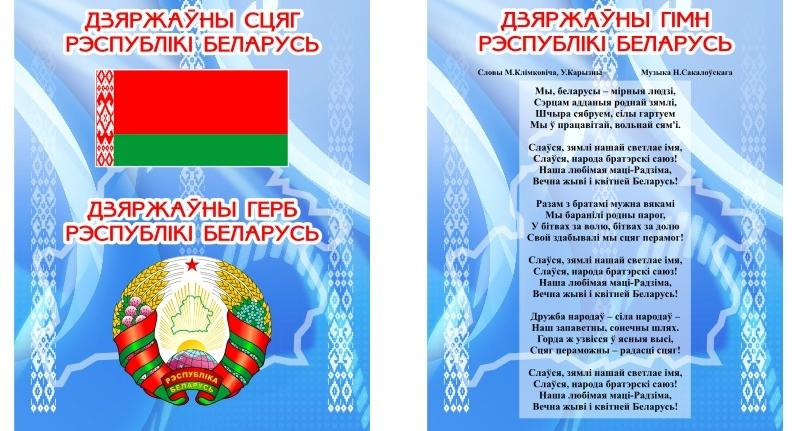 ДЗЯРЖАЎНЫ СЦЯГ
РЭСПУБЛІКІ БЕЛАРУСЬ
ДЗЯРЖАЎНЫ ГЕРБ
РЭСПУБЛІКІ БЕЛАРУСЬ
РЭСПУБЛІКА
БЕЛАРУСЬ
ДЗЯРЖАЎНЫ ГІМН
РЭСПУБЛІКІ БЕЛАРУСЬ
Словы М.Клімковіча, У.Карызны Музыка Н.Сакалоўскага
Мы, беларусы – мірныя людзі,
Сэрцам адданыя роднай зямлі,
Шчыра сябруем, сілы гартуем
Мы ў працавітай, вольнай сям'і.
Слаўся, зямлі нашай светлае імя,
Слаўся, народа братэрскі саюз!
Наша любімая маці-Радзіма,
Вечна жыві і квітней Беларусь!
Разам з братамі мужна вякамі
Мы баранілі родны парог,
У бітвах за волю, бітвах за долю
Свой здабывалі мы сцяг перамог!
Слаўся, зямлі нашай светлае імя,
Слаўся, народа братэрскі саюз!
Наша любімая маці-Радзіма,
Вечна жыві і квітней Беларусь!
Дружба народаў – сіла народаў –
Наш запаветны, сонечны шлях.
Горда ж узвісся ў ясныя высі,
Сцяг пераможны – радасці сцяг!
Слаўся, зямлі нашай светлае імя,
Слаўся, народа братэрскі саюз!
Наша любімая маці-Радзіма,
Вечна жыві і квітней Беларусь!